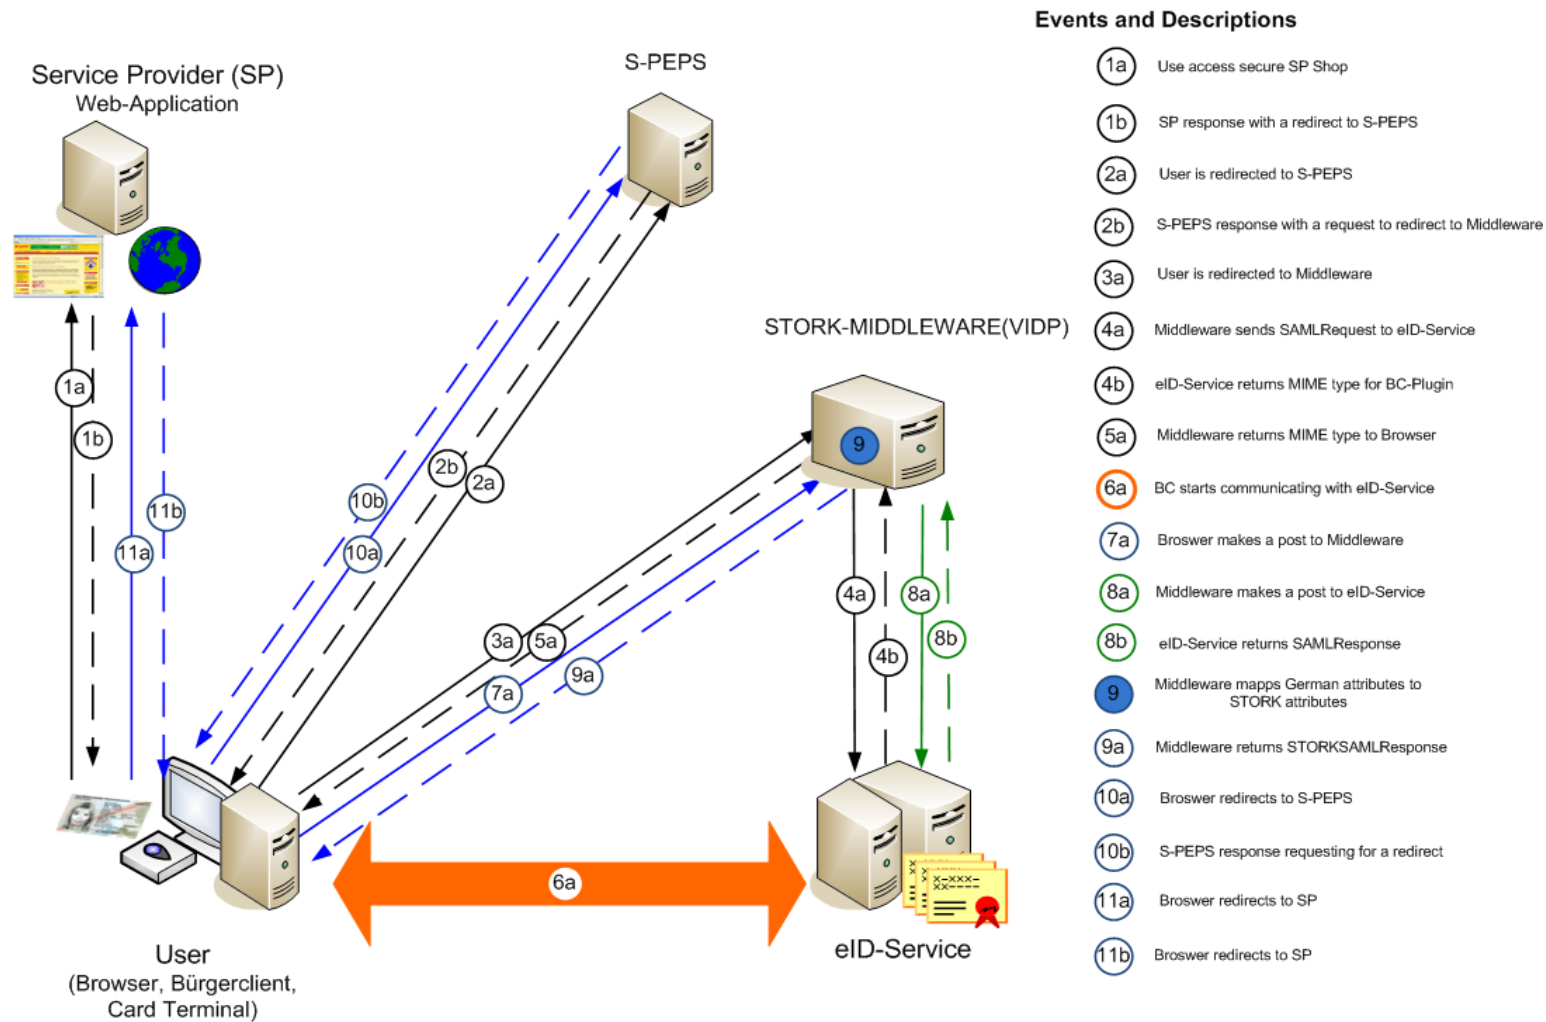 Events and Descriptions
Service Provider (SP)
Web-Application
S-PEPS
STORK-MIDDLEWARE(VIDP)
1a
1b
11a
11b
10b
10a
2b
2a
3a
5a
7a
9a
9
4a
4b
8a
8b
6a
User
(Browser, Bürgerclient,
Card Terminal)
eID-Service
1a Use access secure SP Shop
1b SP response with a redirect to S-PEPS
2a User is redirected to S-PEPS
2b S-PEPS response with a request to redirect to Middleware
3a User is redirected to Middleware
4a Middleware sends SAMLRequest to eID-Service
4b eID-Service returns MIME type for BC-Plugin
5a Middleware returns MIME type to Browser
6a BC starts communicating with eID-Service
7a Broswer makes a post to Middleware
8a Middleware makes a post to eID-Service
8b eID-Service returns SAMLResponse
9 Middleware mapps German attributes to
STORK attributes
9a Middleware returns STORKSAMLResponse
10a Broswer redirects to S-PEPS
10b S-PEPS response requesting for a redirect
11a Broswer redirects to SP
11b Broswer redirects to SP